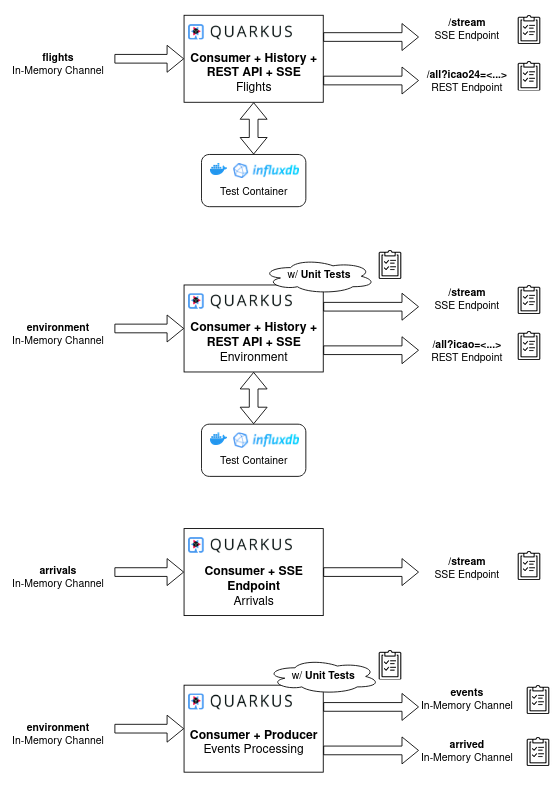 flights
In-Memory Channel
QUARKUS
Consumer + History +
REST API + SSE
Flights
/stream
SSE Endpoint
/all?icao24=<...>
REST Endpoint
influxdb
Test Container
w/ Unit Tests
environment
In-Memory Channel
QUARKUS
Consumer + History +
REST API + SSE
Environment
/stream
SSE Endpoint
/all?icao=<...>
REST Endpoint
influxdb
Test Container
arrivals
In-Memory Channel
QUARKUS
Consumer + SSE
Endpoint
Arrivals
/stream
SSE Endpoint
w/ Unit Tests
environment
In-Memory Channel
QUARKUS
Consumer + Producer
Events Processing
events
In-Memory Channel
arrived
In-Memory Channel